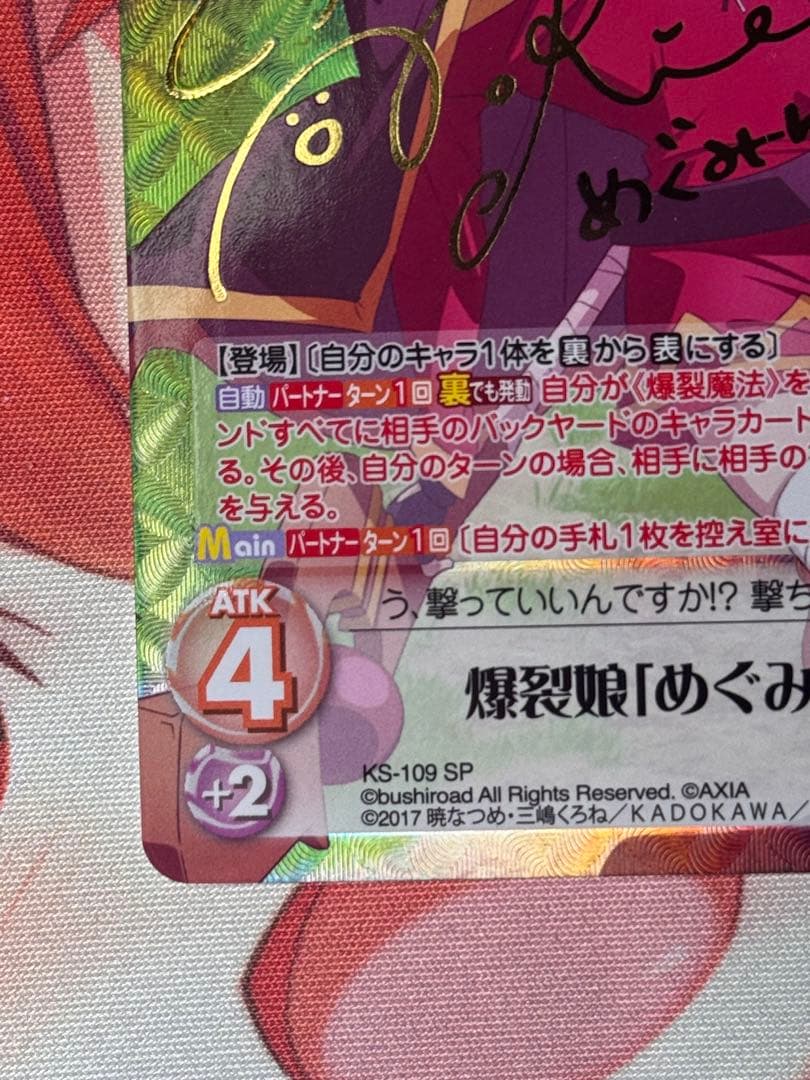 めぐみん
【登場】〔自分のキャラ1体を裏から表にする〕
自動 パートナー ターン1回 裏でも発動 自分が《爆裂魔法》を
ンドすべてに相手のバックヤードのキャラカード
る。その後、自分のターンの場合、相手に相手の
を与える。
Main パートナー ターン1回 〔自分の手札1枚を控え室に
う、撃っていいんですか!? 撃ち
ATK
4
爆裂娘「めぐみ
+2
KS-109 SP
©bushiroad All Rights Reserved. ©AXIA
©2017 暁なつめ・三嶋くろね／KADOKAWA／